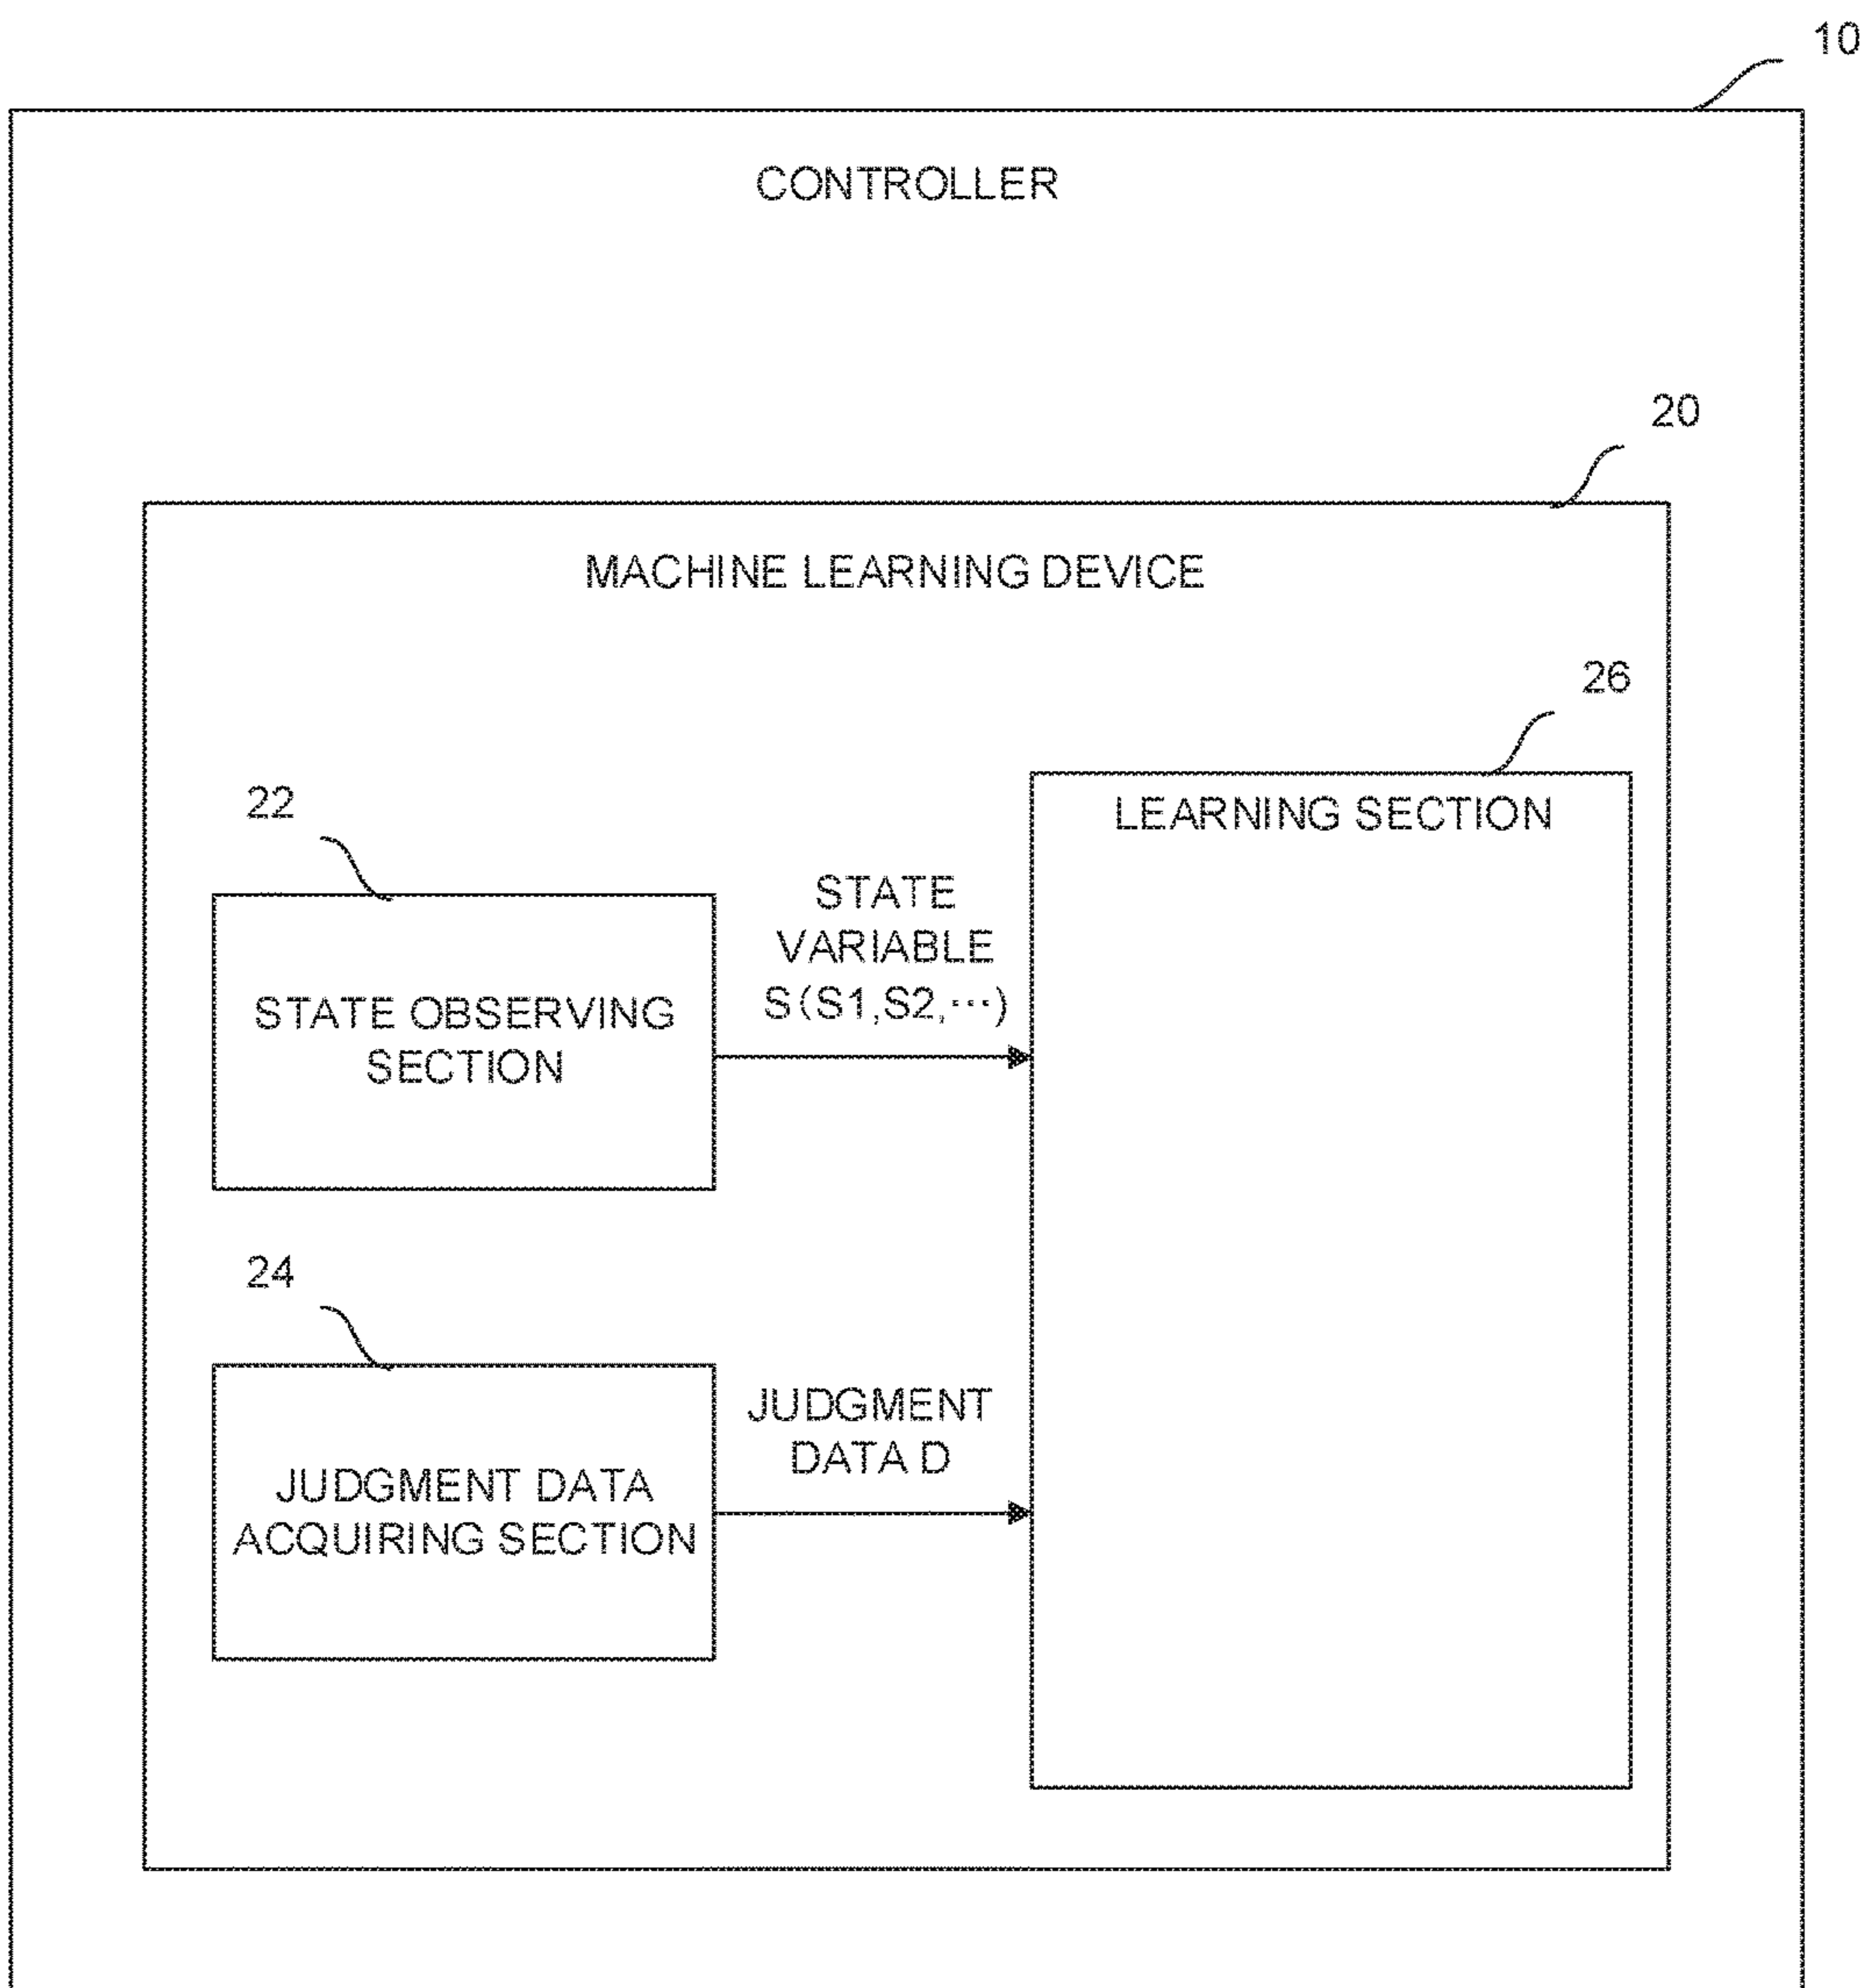 10
CONTROLLER
20
MACHINE LEARNING DEVICE
26
LEARNING SECTION
22
STATE OBSERVING
SECTION
STATE
VARIABLE
S(S1,S2,⋯)
24
JUDGMENT DATA
ACQUIRING SECTION
JUDGMENT
DATA D